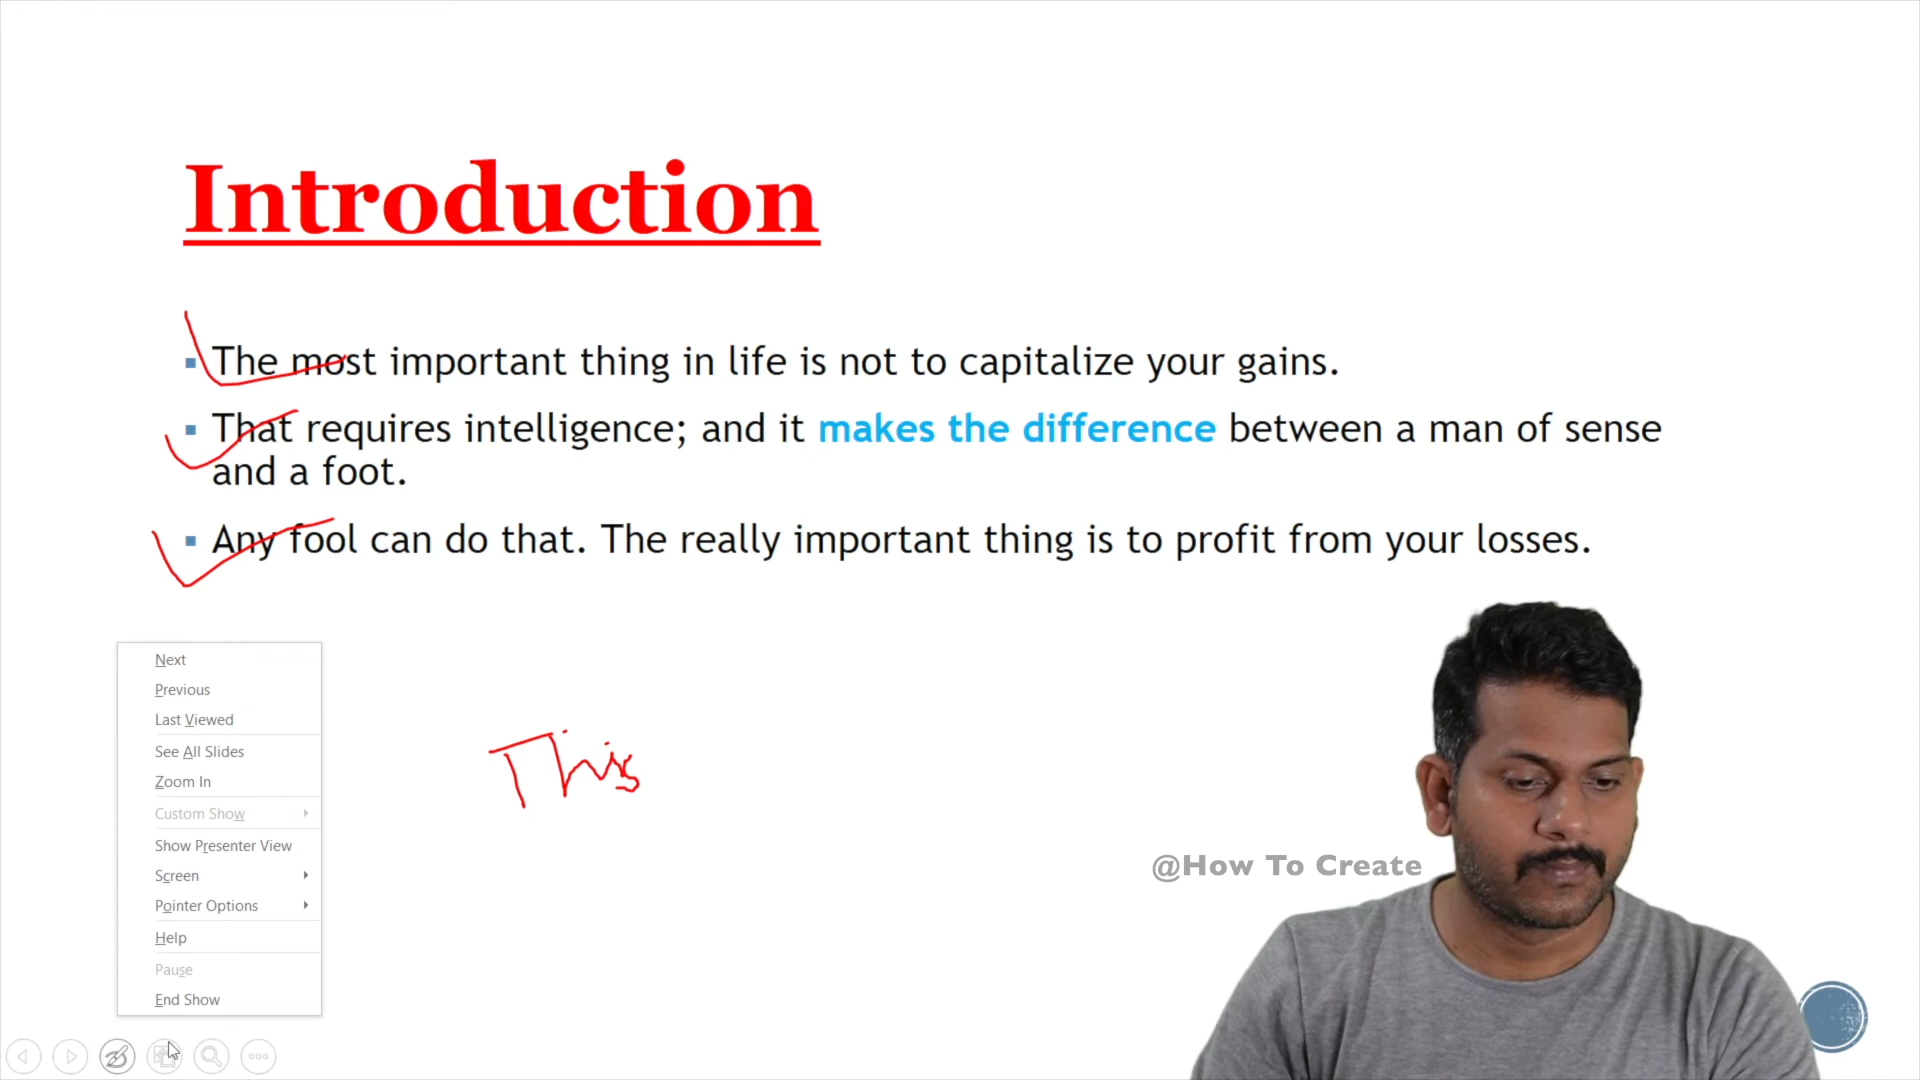 Introduction
The most important thing in life is not to capitalize your gains.
That requires intelligence; and it makes the difference between a man of sense
and a foot.
Any fool can do that. The really important thing is to profit from your losses.
Next
Previous
Last Viewed
See All Slides
Zoom In
Custom Show
Show Presenter View
Screen
Pointer Options
Help
Pause
End Show
This
@How To Create